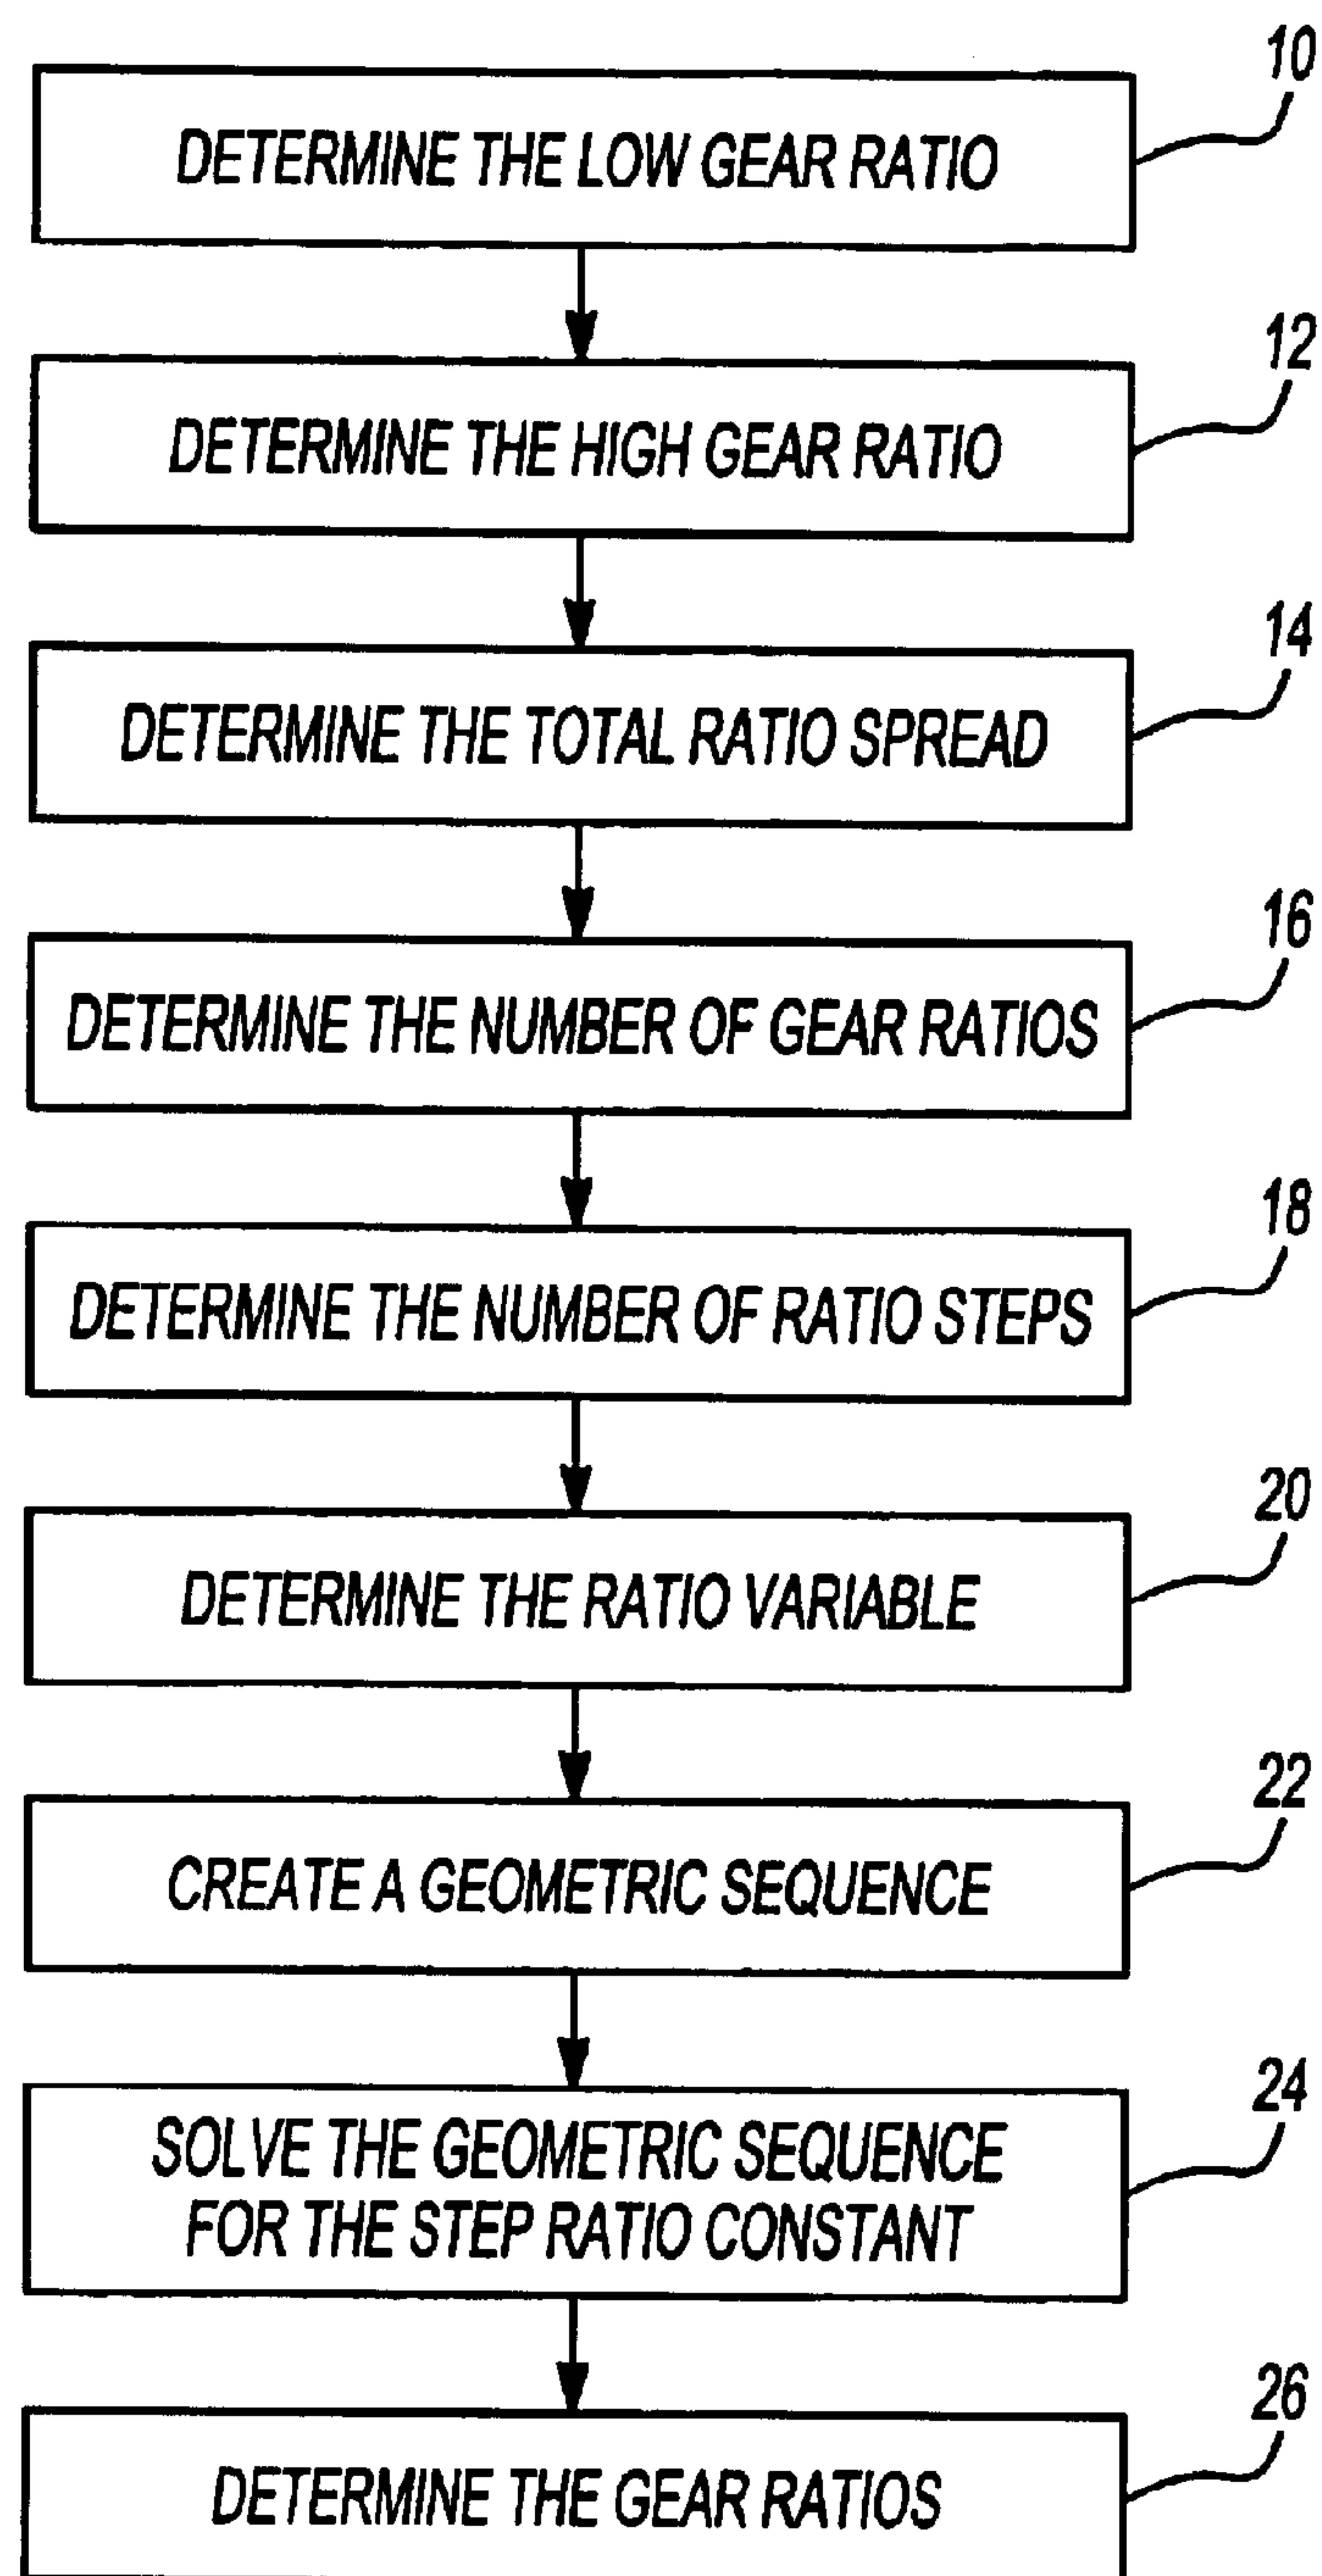 10
DETERMINE THE LOW GEAR RATIO
12
DETERMINE THE HIGH GEAR RATIO
14
DETERMINE THE TOTAL RATIO SPREAD
16
DETERMINE THE NUMBER OF GEAR RATIOS
18
DETERMINE THE NUMBER OF RATIO STEPS
20
DETERMINE THE RATIO VARIABLE
22
CREATE A GEOMETRIC SEQUENCE
24
SOLVE THE GEOMETRIC SEQUENCE
FOR THE STEP RATIO CONSTANT
26
DETERMINE THE GEAR RATIOS